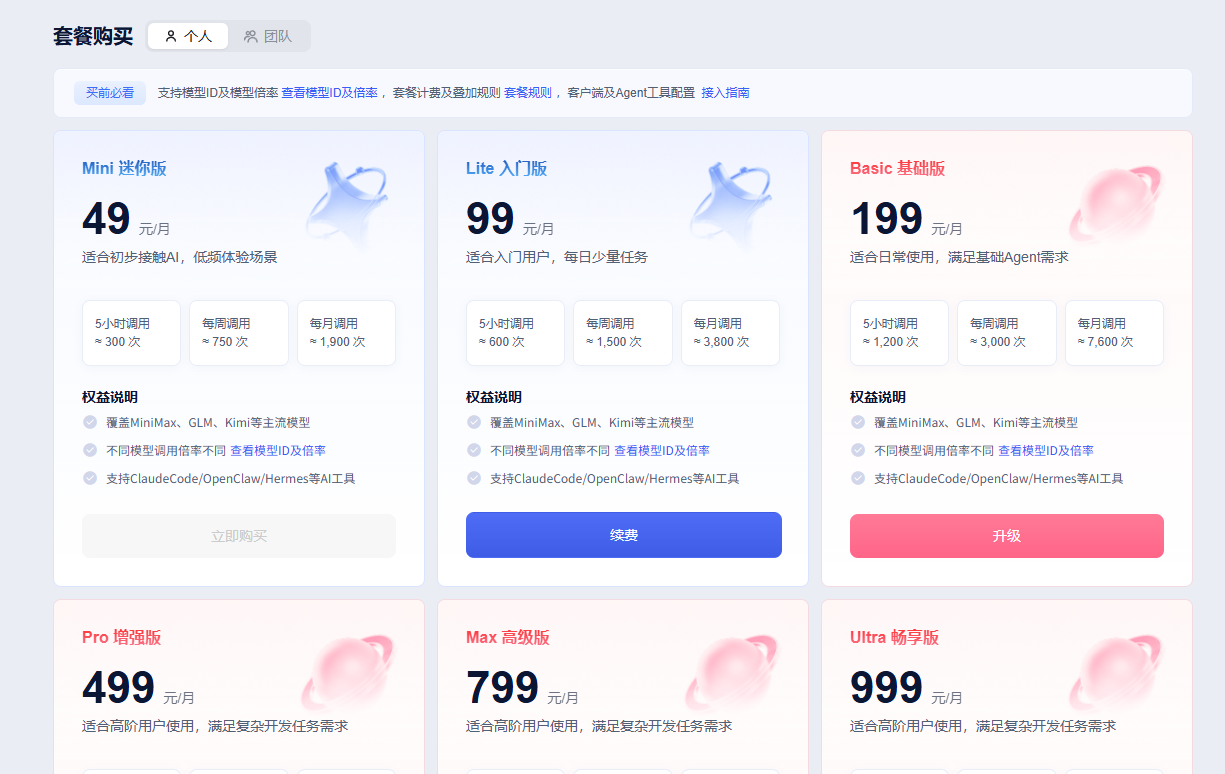 套餐购买 个人 团队
买前必看 支持模型ID及模型倍率 查看模型ID及倍率 ，套餐计费及叠加规则 套餐规则 ，客户端及Agent工具配置 接入指南
Mini 迷你版
49 元/月
适合初步接触AI，低频体验场景
5小时调用 每周调用 每月调用
≈ 300 次 ≈ 750 次 ≈ 1,900 次
权益说明
覆盖MiniMax、GLM、Kimi等主流模型
不同模型调用倍率不同 查看模型ID及倍率
支持ClaudeCode/OpenClaw/Hermes等AI工具
立即购买
Lite 入门版
99 元/月
适合入门用户，每日少量任务
5小时调用 每周调用 每月调用
≈ 600 次 ≈ 1,500 次 ≈ 3,800 次
权益说明
覆盖MiniMax、GLM、Kimi等主流模型
不同模型调用倍率不同 查看模型ID及倍率
支持ClaudeCode/OpenClaw/Hermes等AI工具
续费
Basic 基础版
199 元/月
适合日常使用，满足基础Agent需求
5小时调用 每周调用 每月调用
≈ 1,200 次 ≈ 3,000 次 ≈ 7,600 次
权益说明
覆盖MiniMax、GLM、Kimi等主流模型
不同模型调用倍率不同 查看模型ID及倍率
支持ClaudeCode/OpenClaw/Hermes等AI工具
升级
Pro 增强版
499 元/月
适合高阶用户使用，满足复杂开发任务需求
Max 高级版
799 元/月
适合高阶用户使用，满足复杂开发任务需求
Ultra 畅享版
999 元/月
适合高阶用户使用，满足复杂开发任务需求